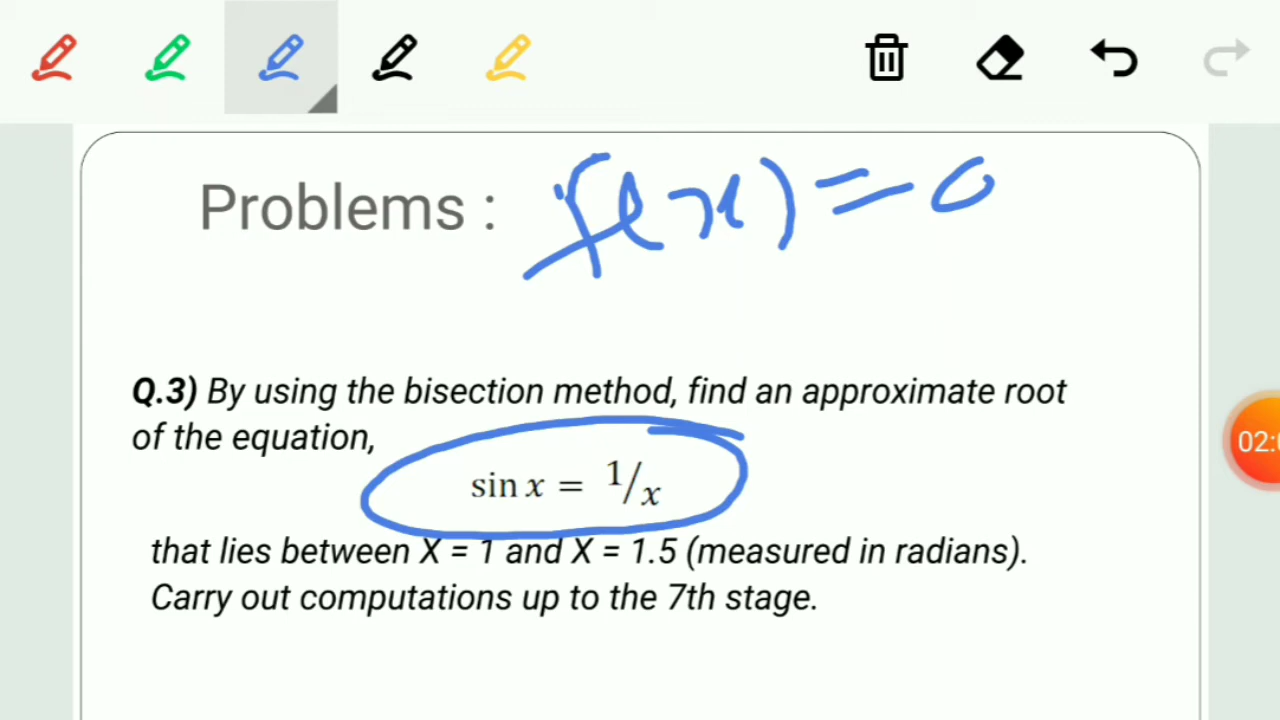 Problems : f(x)=0
Q.3) By using the bisection method, find an approximate root
of the equation,
sin x = 1/x
that lies between X = 1 and X = 1.5 (measured in radians).
Carry out computations up to the 7th stage.